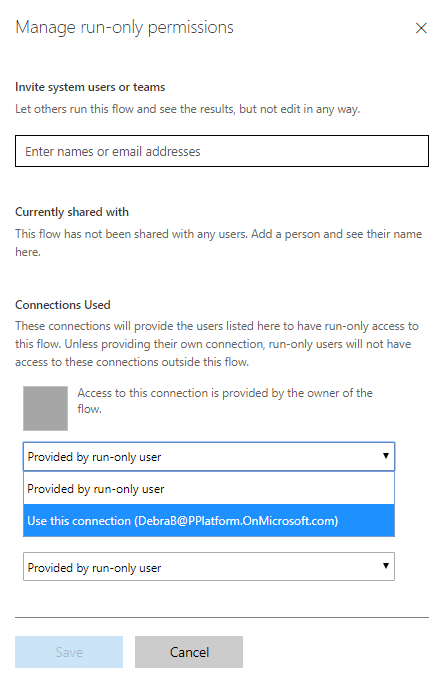 Manage run-only permissions
Invite system users or teams
Let others run this flow and see the results, but not edit in any way.
Enter names or email addresses
Currently shared with
This flow has not been shared with any users. Add a person and see their name
here.
Connections Used
These connections will provide the users listed here to have run-only access to
this flow. Unless providing their own connection, run-only users will not have
access to these connections outside this flow.
Access to this connection is provided by the owner of the
flow.
Provided by run-only user
Provided by run-only user
Use this connection (DebraB@PPlatform.OnMicrosoft.com)
Provided by run-only user
Save
Cancel